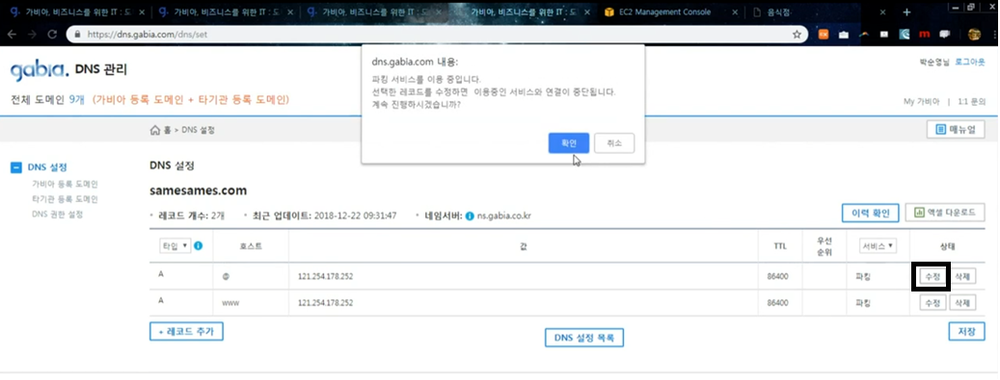 가비아, 비즈니스를 위한 IT : 도
가비아, 비즈니스를 위한 IT : 도
가비아, 비즈니스를 위한 IT : 도
가비아, 비즈니스를 위한 IT : 도
EC2 Management Console
음식점
https://dns.gabia.com/dns/set
dns.gabia.com 내용:
파킹 서비스를 이용 중입니다.
선택한 레코드를 수정하면 이용중인 서비스와 연결이 중단됩니다.
계속 진행하시겠습니까?
확인 취소
gabia. DNS 관리
박순영님 로그아웃
전체 도메인 9개 (가비아 등록 도메인 + 타기관 등록 도메인)
My 가비아 | 1:1 문의
홈 > DNS 설정
매뉴얼
DNS 설정
가비아 등록 도메인
타기관 등록 도메인
DNS 권한 설정
DNS 설정
samesames.com
• 레코드 개수: 2개 • 최근 업데이트: 2018-12-22 09:31:47 • 네임서버: ns.gabia.co.kr
이력 확인 엑셀 다운로드
타입 호스트 값 TTL 우선순위 서비스 상태
A @ 121.254.178.252 86400 파킹 수정 삭제
A www 121.254.178.252 86400 파킹 수정 삭제
+ 레코드 추가 DNS 설정 목록 저장